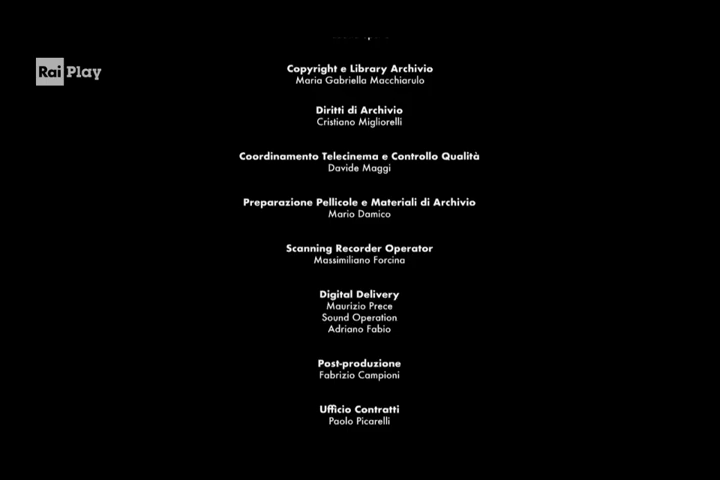 Rai Play
Copyright e Library Archivio
Maria Gabriella Macchiarulo
Diritti di Archivio
Cristiano Migliorelli
Coordinamento Telecinema e Controllo Qualità
Davide Maggi
Preparazione Pellicole e Materiali di Archivio
Mario Damico
Scanning Recorder Operator
Massimiliano Forcina
Digital Delivery
Maurizio Prece
Sound Operation
Adriano Fabio
Post-produzione
Fabrizio Campioni
Ufficio Contratti
Paolo Picarelli